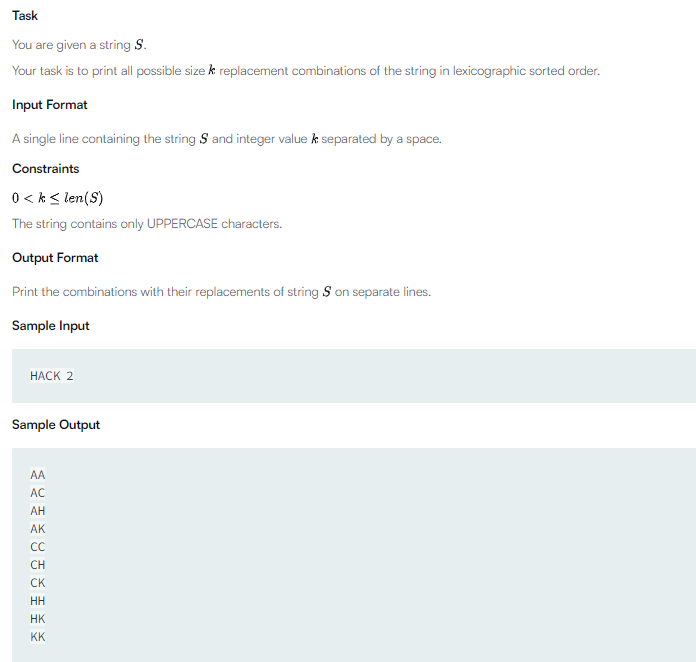 Task
You are given a string S.
Your task is to print all possible size k replacement combinations of the string in lexicographic sorted order.
Input Format
A single line containing the string S and integer value k separated by a space.
Constraints
0 < k ≤ len(S)
The string contains only UPPERCASE characters.
Output Format
Print the combinations with their replacements of string S on separate lines.
Sample Input
HACK 2
Sample Output
AA
AC
AH
AK
CC
CH
CK
HH
HK
KK